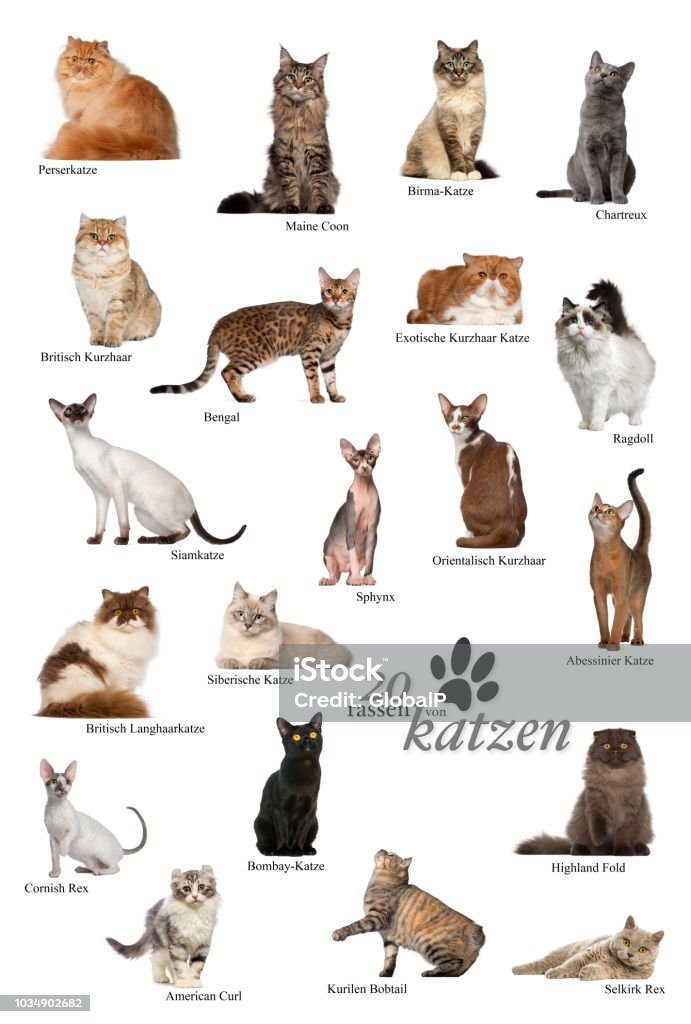 Perserkatze
Maine Coon
Birma-Katze
Chartreux
Britisch Kurzhaar
Bengal
Exotische Kurzhaar Katze
Ragdoll
Siamkatze
Sphynx
Orientalisch Kurzhaar
Abessinier Katze
Britisch Langhaarkatze
Siberische Katze
iStock
Credit: GlobalP
20
rassen von
katzen
Cornish Rex
Bombay-Katze
Highland Fold
American Curl
Kurilen Bobtail
Selkirk Rex
1034902682